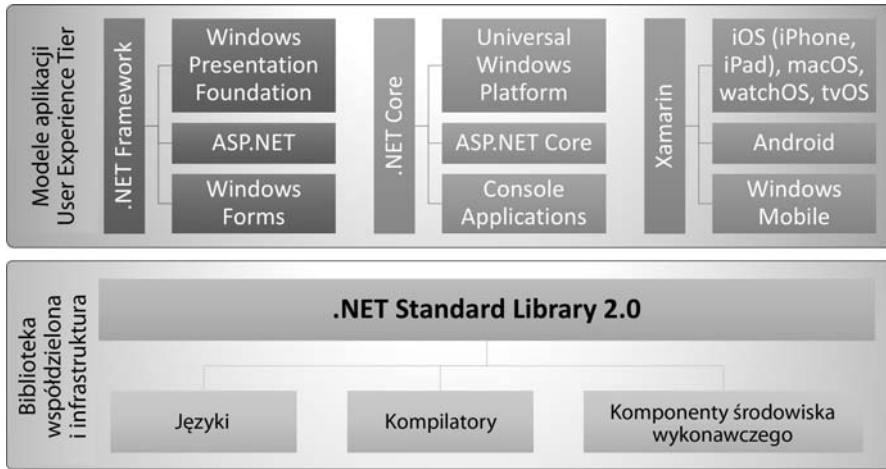 Modele aplikacji
User Experience Tier
.NET Framework
Windows
Presentation
Foundation
ASP.NET
Windows
Forms
.NET Core
Universal
Windows
Platform
ASP.NET Core
Console
Applications
Xamarin
iOS (iPhone,
iPad), macOS,
watchOS, tvOS
Android
Windows
Mobile
Biblioteka
współdzielona
i infrastruktura
.NET Standard Library 2.0
Języki
Kompilatory
Komponenty środowiska
wykonawczego